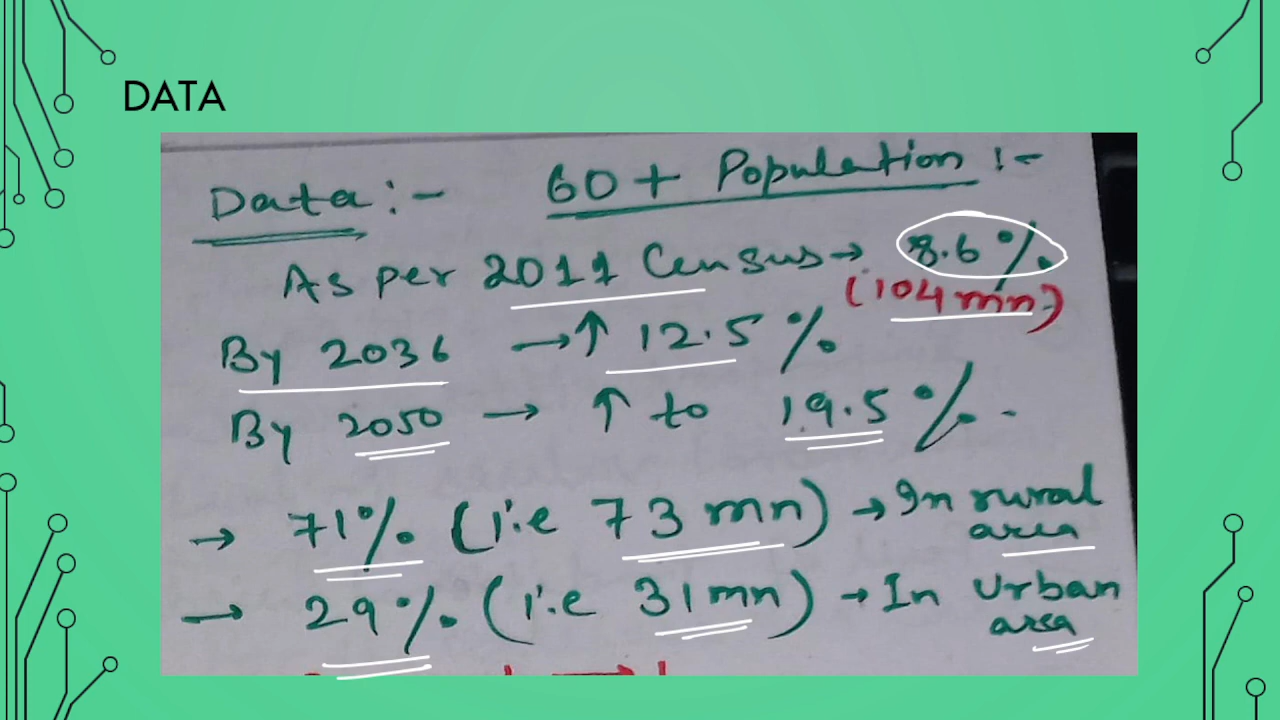 DATA
Data :- 60+ Population :-
As per 2011 Census → 8.6%
(104 mn)
By 2036 → ↑ 12.5%
By 2050 → ↑ to 19.5%.
→ 71% (i.e 73 mn) → In rural
area
→ 29% (i.e 31 mn) → In Urban
area